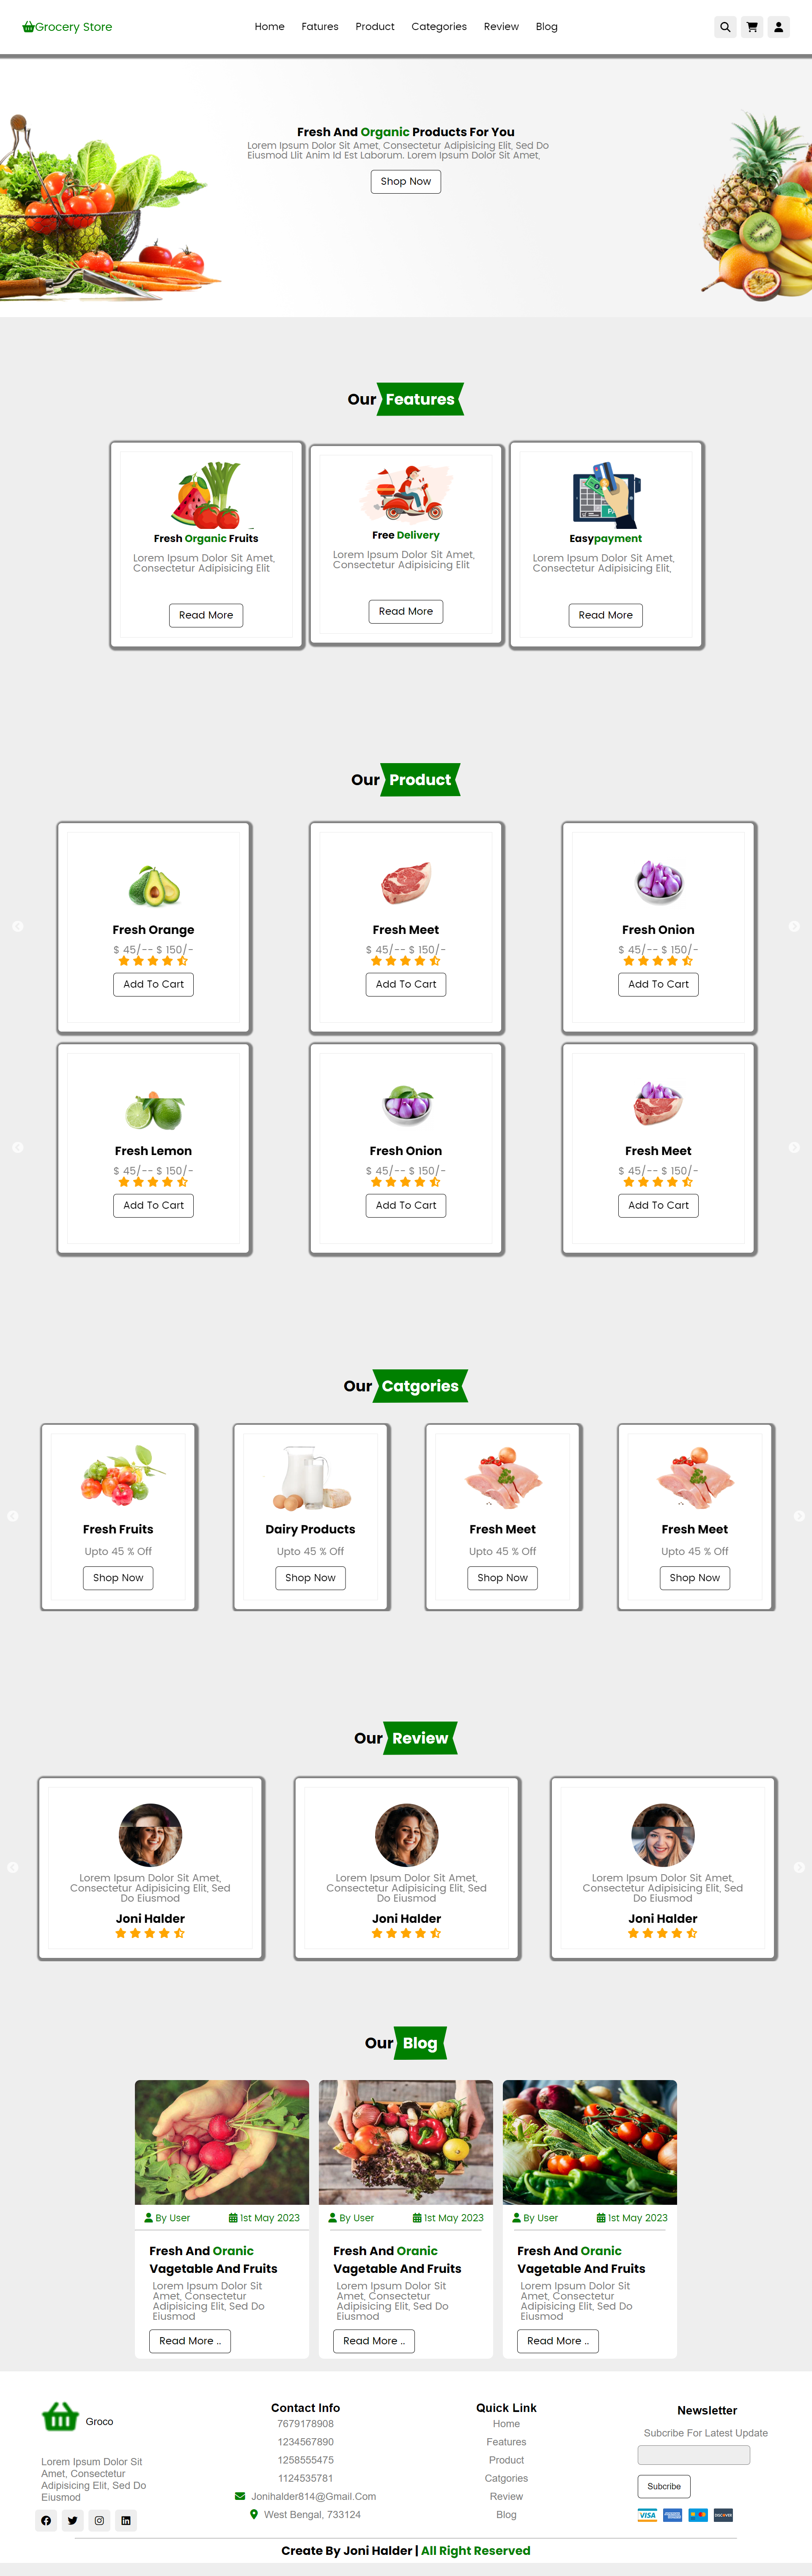 Grocery Store
Home Fatures Product Categories Review Blog
Fresh And Organic Products For You
Lorem Ipsum Dolor Sit Amet, Consectetur Adipisicing Elit, Sed Do
Eiusmod Llit Anim Id Est Laborum. Lorem Ipsum Dolor Sit Amet,
Shop Now
Our Features
Fresh Organic Fruits
Lorem Ipsum Dolor Sit Amet,
Consectetur Adipisicing Elit
Read More
Free Delivery
Lorem Ipsum Dolor Sit Amet,
Consectetur Adipisicing Elit
Read More
Easypayment
Lorem Ipsum Dolor Sit Amet,
Consectetur Adipisicing Elit,
Read More
Our Product
Fresh Orange
$ 45/-- $ 150/-
Add To Cart
Fresh Meet
$ 45/-- $ 150/-
Add To Cart
Fresh Onion
$ 45/-- $ 150/-
Add To Cart
Fresh Lemon
$ 45/-- $ 150/-
Add To Cart
Fresh Onion
$ 45/-- $ 150/-
Add To Cart
Fresh Meet
$ 45/-- $ 150/-
Add To Cart
Our Catgories
Fresh Fruits
Upto 45 % Off
Shop Now
Dairy Products
Upto 45 % Off
Shop Now
Fresh Meet
Upto 45 % Off
Shop Now
Fresh Meet
Upto 45 % Off
Shop Now
Our Review
Lorem Ipsum Dolor Sit Amet,
Consectetur Adipisicing Elit, Sed
Do Eiusmod
Joni Halder
Lorem Ipsum Dolor Sit Amet,
Consectetur Adipisicing Elit, Sed
Do Eiusmod
Joni Halder
Lorem Ipsum Dolor Sit Amet,
Consectetur Adipisicing Elit, Sed
Do Eiusmod
Joni Halder
Our Blog
By User 1st May 2023
Fresh And Oranic
Vagetable And Fruits
Lorem Ipsum Dolor Sit
Amet, Consectetur
Adipisicing Elit, Sed Do
Eiusmod
Read More ..
By User 1st May 2023
Fresh And Oranic
Vagetable And Fruits
Lorem Ipsum Dolor Sit
Amet, Consectetur
Adipisicing Elit, Sed Do
Eiusmod
Read More ..
By User 1st May 2023
Fresh And Oranic
Vagetable And Fruits
Lorem Ipsum Dolor Sit
Amet, Consectetur
Adipisicing Elit, Sed Do
Eiusmod
Read More ..
Groco
Lorem Ipsum Dolor Sit
Amet, Consectetur
Adipisicing Elit, Sed Do
Eiusmod
Contact Info
7679178908
1234567890
1258555475
1124535781
Jonihalder814@Gmail.Com
West Bengal, 733124
Quick Link
Home
Features
Product
Catgories
Review
Blog
Newsletter
Subcribe For Latest Update
Subcribe
VISA
DISCOVER
Create By Joni Halder | All Right Reserved